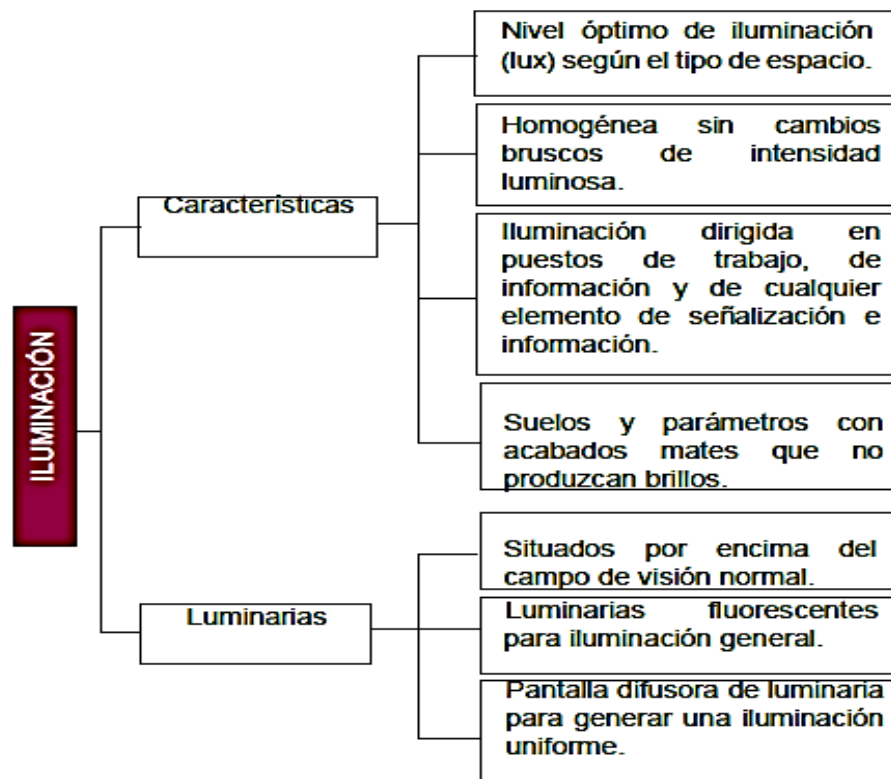 ILUMINACIÓN
Características
Nivel óptimo de iluminación
(lux) según el tipo de espacio.
Homogénea sin cambios
bruscos de intensidad
luminosa.
Iluminación dirigida en
puestos de trabajo, de
información y de cualquier
elemento de señalización e
información.
Suelos y parámetros con
acabados mates que no
produzcan brillos.
Luminarias
Situados por encima del
campo de visión normal.
Luminarias fluorescentes
para iluminación general.
Pantalla difusora de luminaria
para generar una iluminación
uniforme.